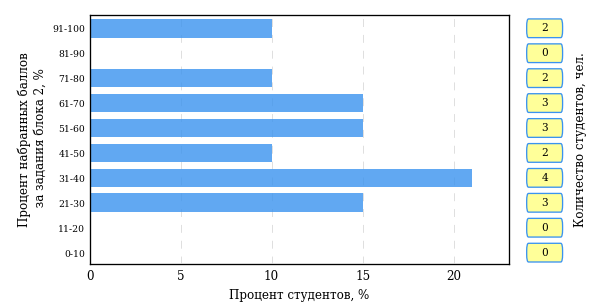 91-100 2
81-90 0
71-80 2
61-70 3
51-60 3
41-50 2
31-40 4
21-30 3
11-20 0
0-10 0
0 5 10 15 20
Процент студентов, %
Процент набранных баллов
за задания блока 2, %
Количество студентов, чел.